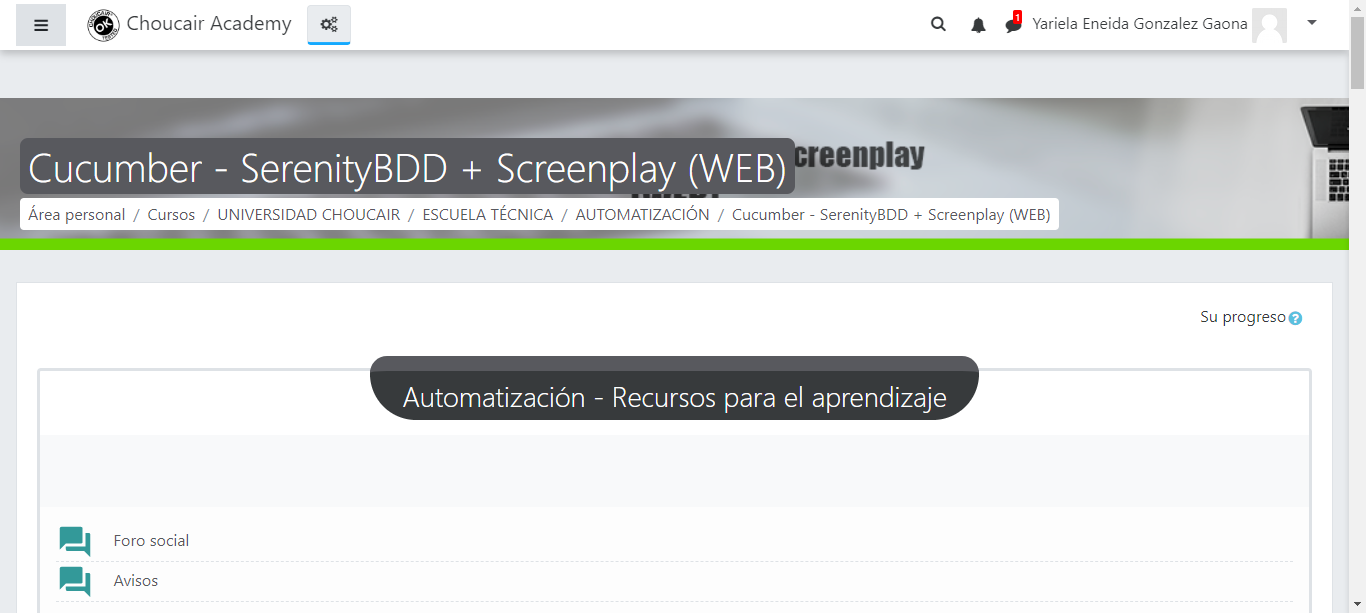 Choucair Academy
1
Yariela Eneida Gonzalez Gaona
creenplay
Cucumber - SerenityBDD + Screenplay (WEB)
Área personal / Cursos / UNIVERSIDAD CHOUCAIR / ESCUELA TÉCNICA / AUTOMATIZACIÓN / Cucumber - SerenityBDD + Screenplay (WEB)
Su progreso
Automatización - Recursos para el aprendizaje
Foro social
Avisos